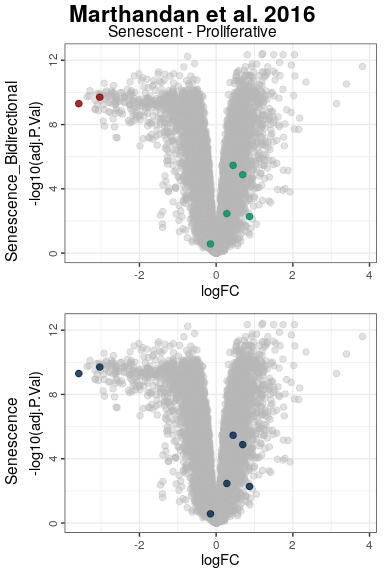 Marthandan et al. 2016
Senescent - Proliferative
Senescence_Bidirectional
-log10(adj.P.Val)
12
8
4
0
-2
0
2
4
logFC
Senescence
-log10(adj.P.Val)
12
8
4
0
-2
0
2
4
logFC